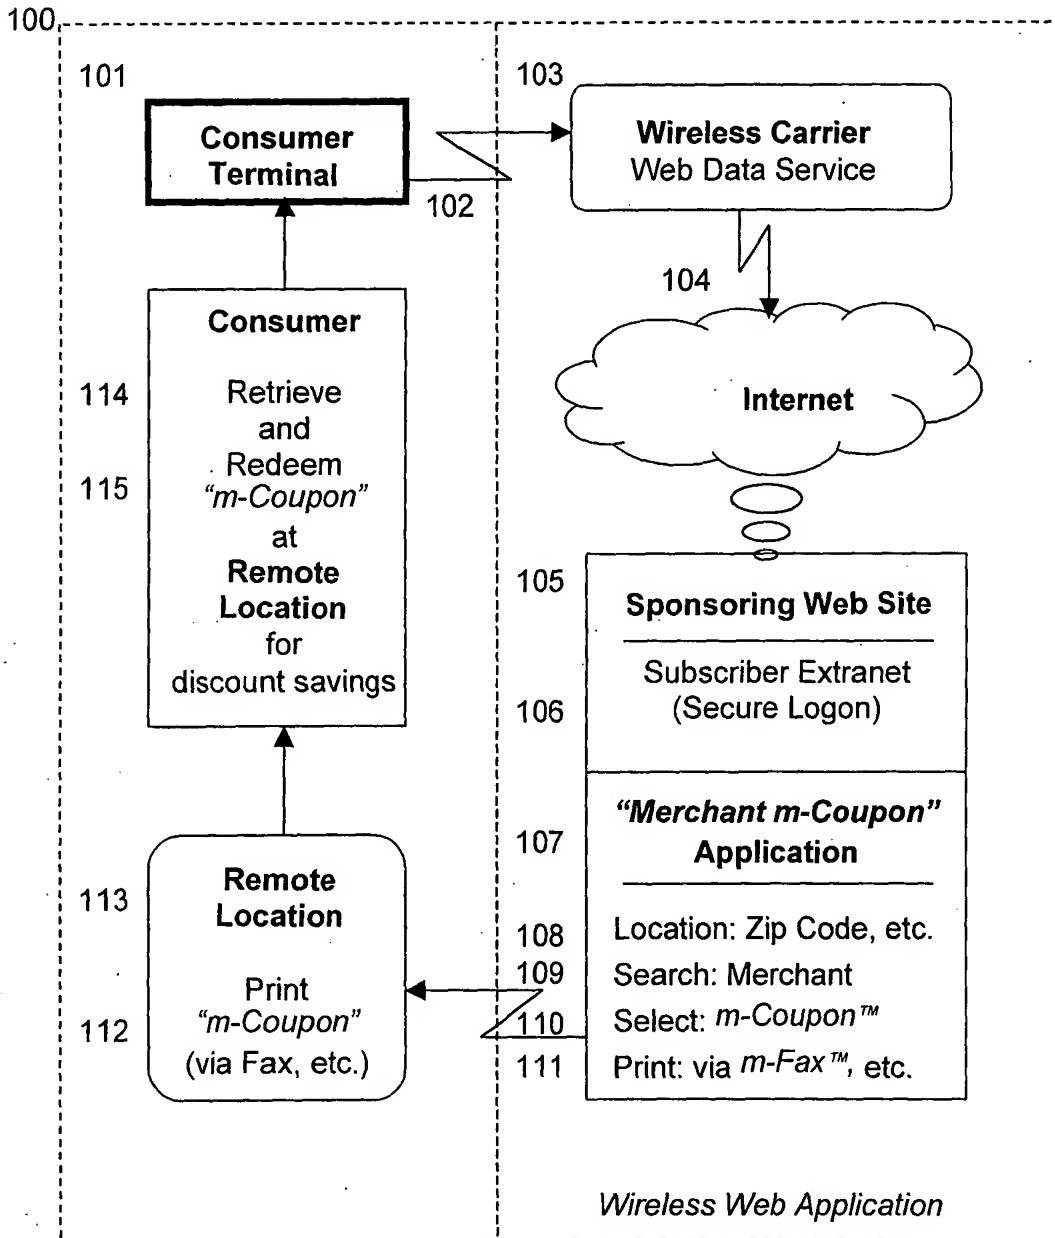 100
101
Consumer
Terminal
102
103
Wireless Carrier
Web Data Service
104
Internet
Consumer
114
Retrieve
and
Redeem
115
“m-Coupon”
at
Remote
Location
for
discount savings
105
Sponsoring Web Site
Subscriber Extranet
106
(Secure Logon)
“Merchant m-Coupon”
107
Application
108
Location: Zip Code, etc.
109
Search: Merchant
110
Select: m-Coupon™
111
Print: via m-Fax™, etc.
Remote
113
Location
Print
“m-Coupon”
112
(via Fax, etc.)
Wireless Web Application